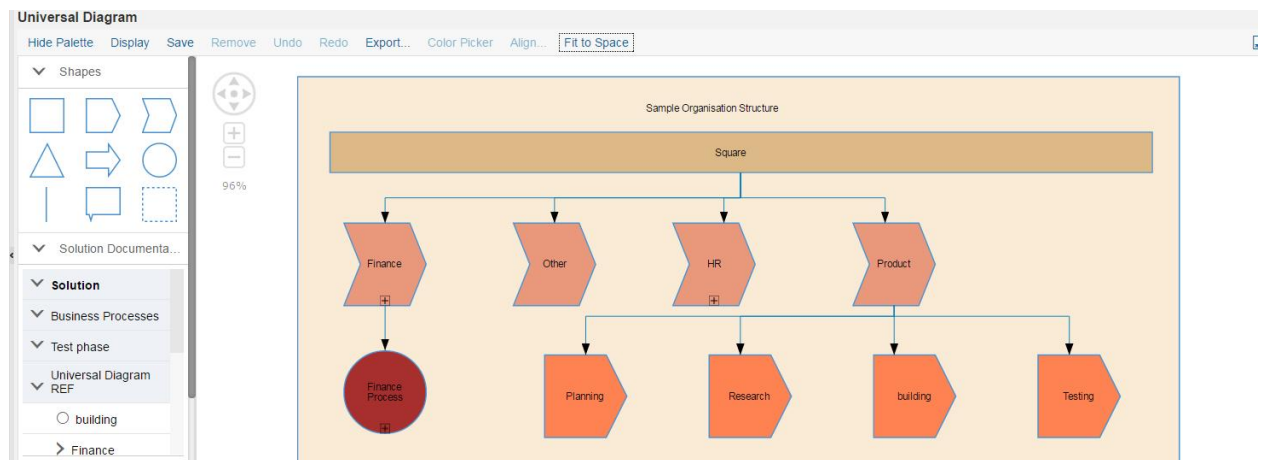 Universal Diagram
Hide Palette Display Save Remove Undo Redo Export... Color Picker Align... Fit to Space
Shapes
96%
Solution Documenta...
Solution
Business Processes
Test phase
Universal Diagram
REF
building
Finance
Sample Organisation Structure
Square
Finance Other HR Product
Finance
Process
Planning Research building Testing